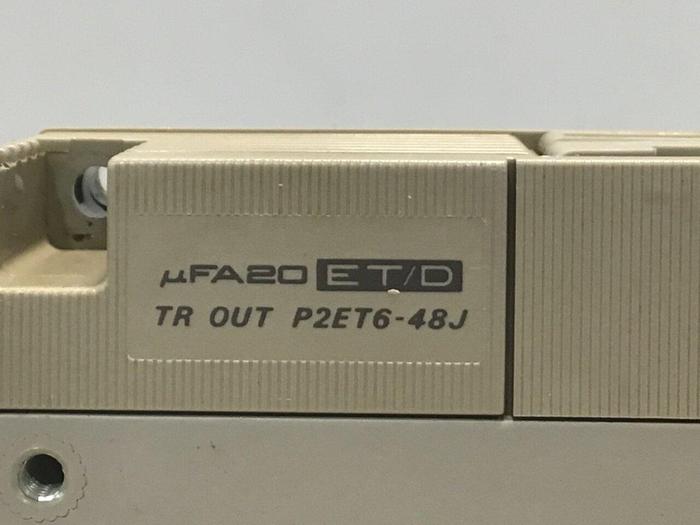 µFA20 ET/D
TR OUT P2ET6-48J